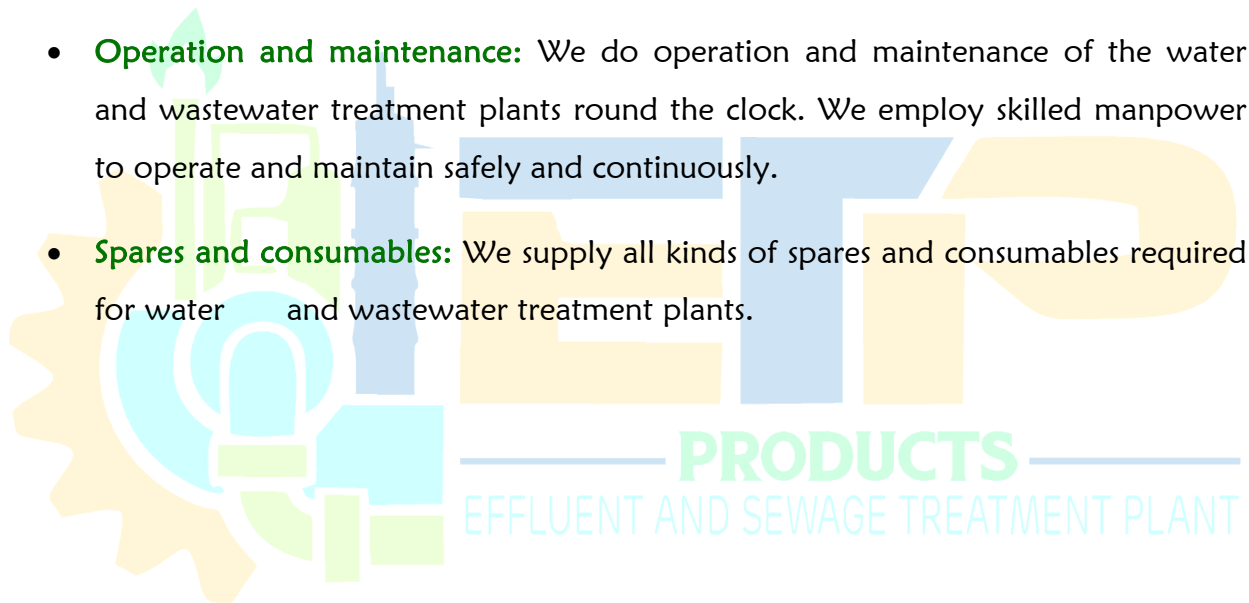 • Operation and maintenance: We do operation and maintenance of the water
and wastewater treatment plants round the clock. We employ skilled manpower
to operate and maintain safely and continuously.
• Spares and consumables: We supply all kinds of spares and consumables required
for water and wastewater treatment plants.
ETP
PRODUCTS
EFFLUENT AND SEWAGE TREATMENT PLANT